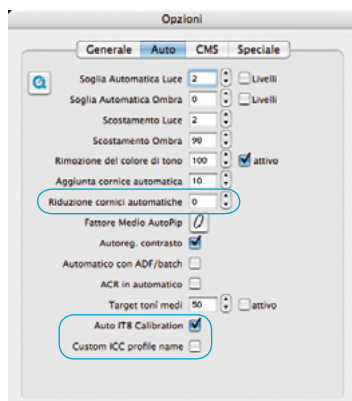 Opzioni
Generale Auto CMS Speciale
Soglia Automatica Luce 2 Livelli
Soglia Automatica Ombra 0 Livelli
Scostamento Luce 2
Scostamento Ombra 90
Rimozione del colore di tono 100 attivo
Aggiunta cornice automatica 10
Riduzione cornici automatiche 0
Fattore Medio AutoPip 0
Autoreg. contrasto
Automatico con ADF/batch
ACR in automatico
Target toni medi 50 attivo
Auto IT8 Calibration
Custom ICC profile name